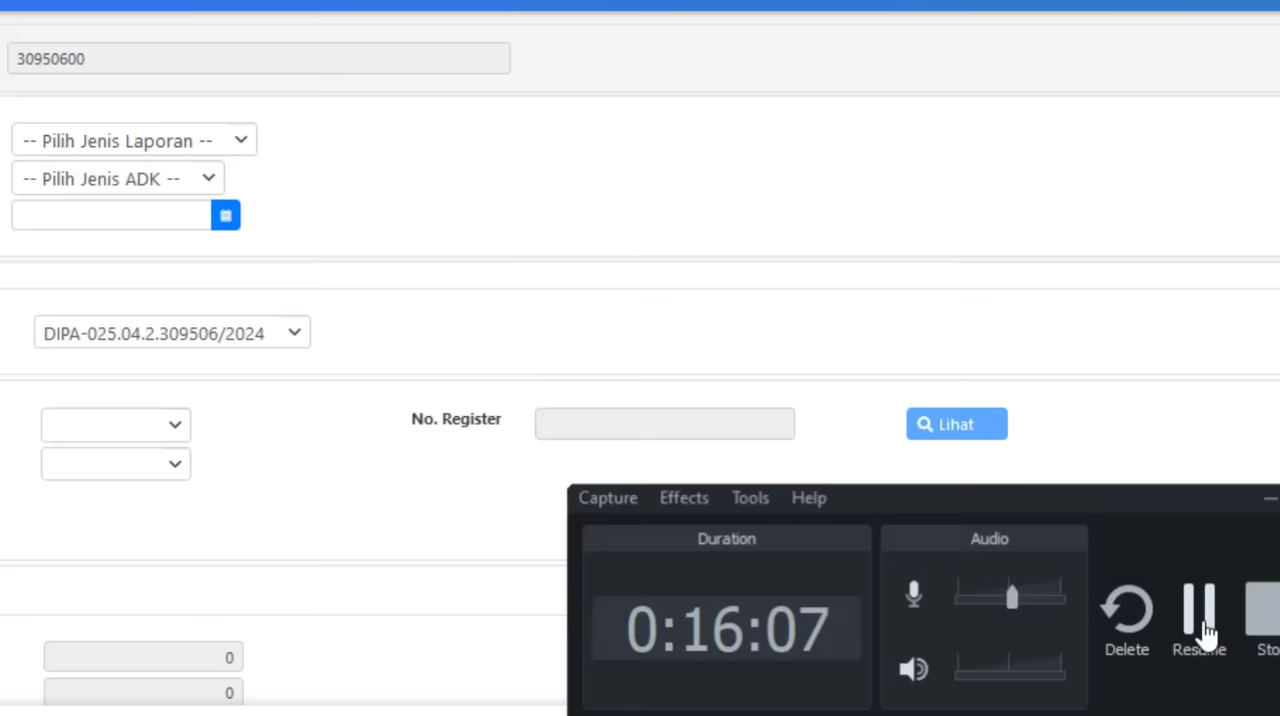 30950600
-- Pilih Jenis Laporan --
-- Pilih Jenis ADK --
DIPA-025.04.2.309506/2024
No. Register
Lihat
Capture Effects Tools Help
Duration
Audio
0:16:07
Delete
Resume
Sto
0
0